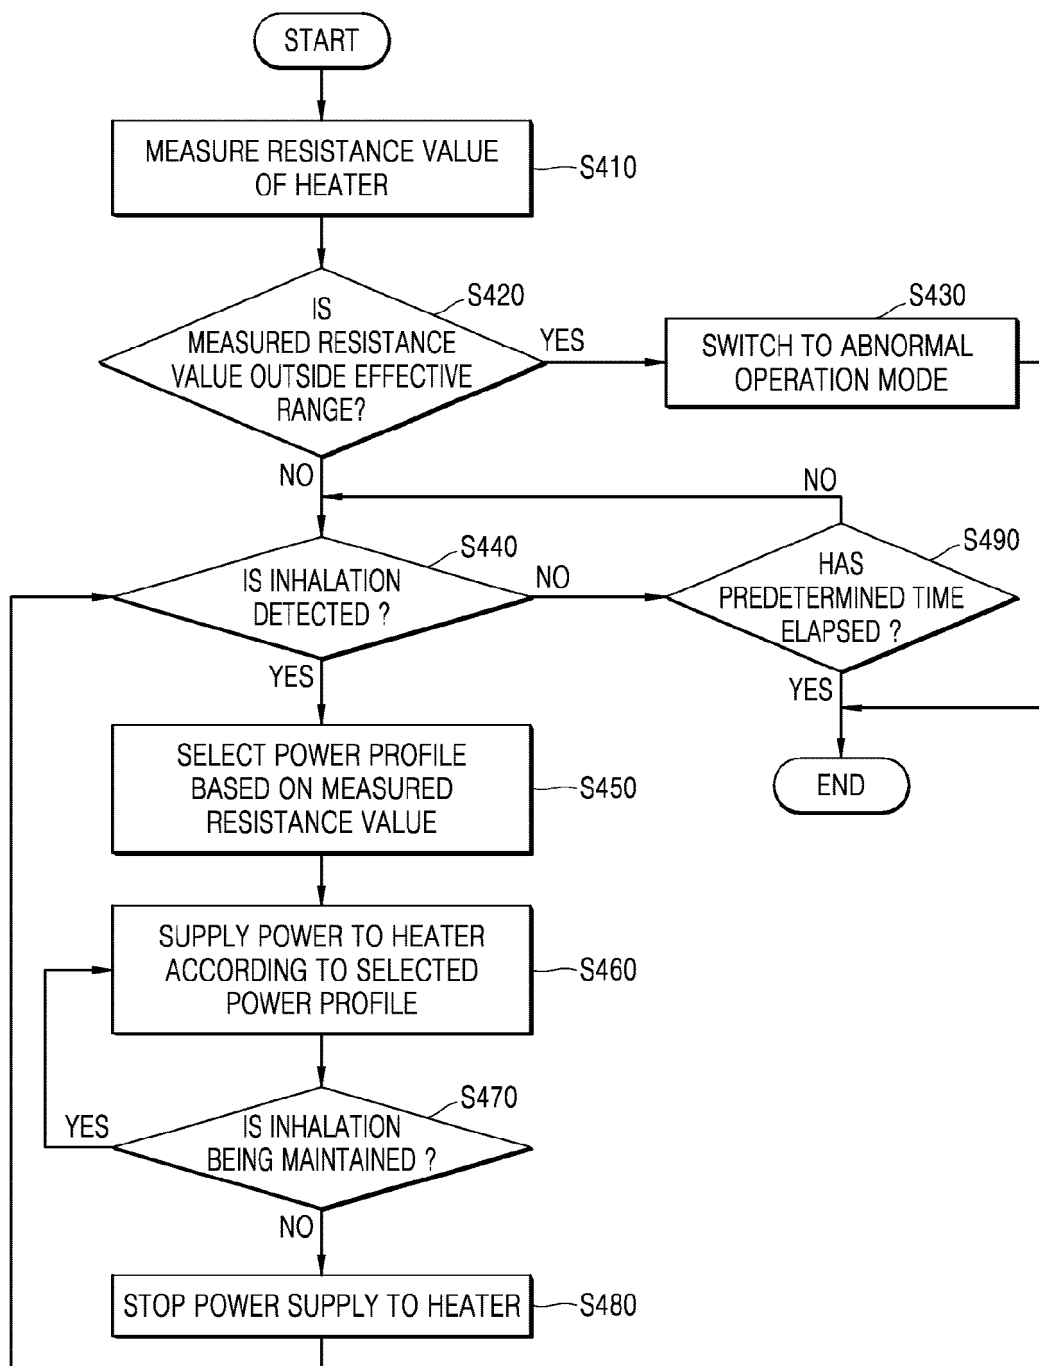 START
MEASURE RESISTANCE VALUE
OF HEATER
S410
IS
MEASURED RESISTANCE
VALUE OUTSIDE EFFECTIVE
RANGE?
S420
YES
SWITCH TO ABNORMAL
OPERATION MODE
S430
NO
NO
IS INHALATION
DETECTED ?
S440
NO
HAS
PREDETERMINED TIME
ELAPSED ?
S490
YES
YES
SELECT POWER PROFILE
BASED ON MEASURED
RESISTANCE VALUE
S450
END
SUPPLY POWER TO HEATER
ACCORDING TO SELECTED
POWER PROFILE
S460
IS INHALATION
BEING MAINTAINED ?
S470
YES
NO
STOP POWER SUPPLY TO HEATER
S480